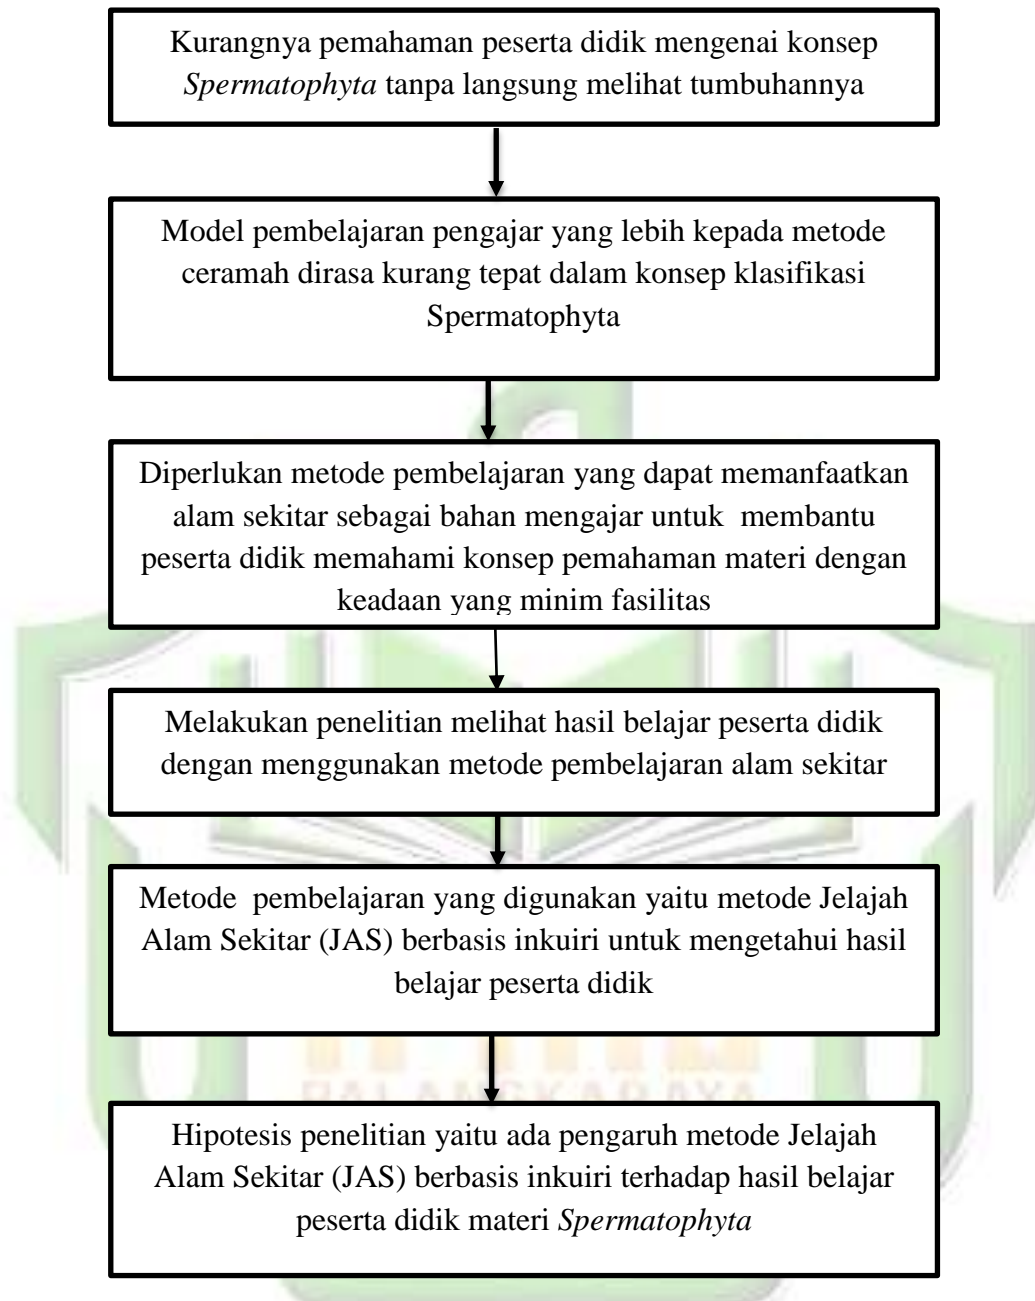 Kurangnya pemahaman peserta didik mengenai konsep
Spermatophyta tanpa langsung melihat tumbuhannya
Model pembelajaran pengajar yang lebih kepada metode
ceramah dirasa kurang tepat dalam konsep klasifikasi
Spermatophyta
Diperlukan metode pembelajaran yang dapat memanfaatkan
alam sekitar sebagai bahan mengajar untuk  membantu
peserta didik memahami konsep pemahaman materi dengan
keadaan yang minim fasilitas
Melakukan penelitian melihat hasil belajar peserta didik
dengan menggunakan metode pembelajaran alam sekitar
Metode  pembelajaran yang digunakan yaitu metode Jelajah
Alam Sekitar (JAS) berbasis inkuiri untuk mengetahui hasil
belajar peserta didik
PALANGKARAYA
Hipotesis penelitian yaitu ada pengaruh metode Jelajah
Alam Sekitar (JAS) berbasis inkuiri terhadap hasil belajar
peserta didik materi Spermatophyta